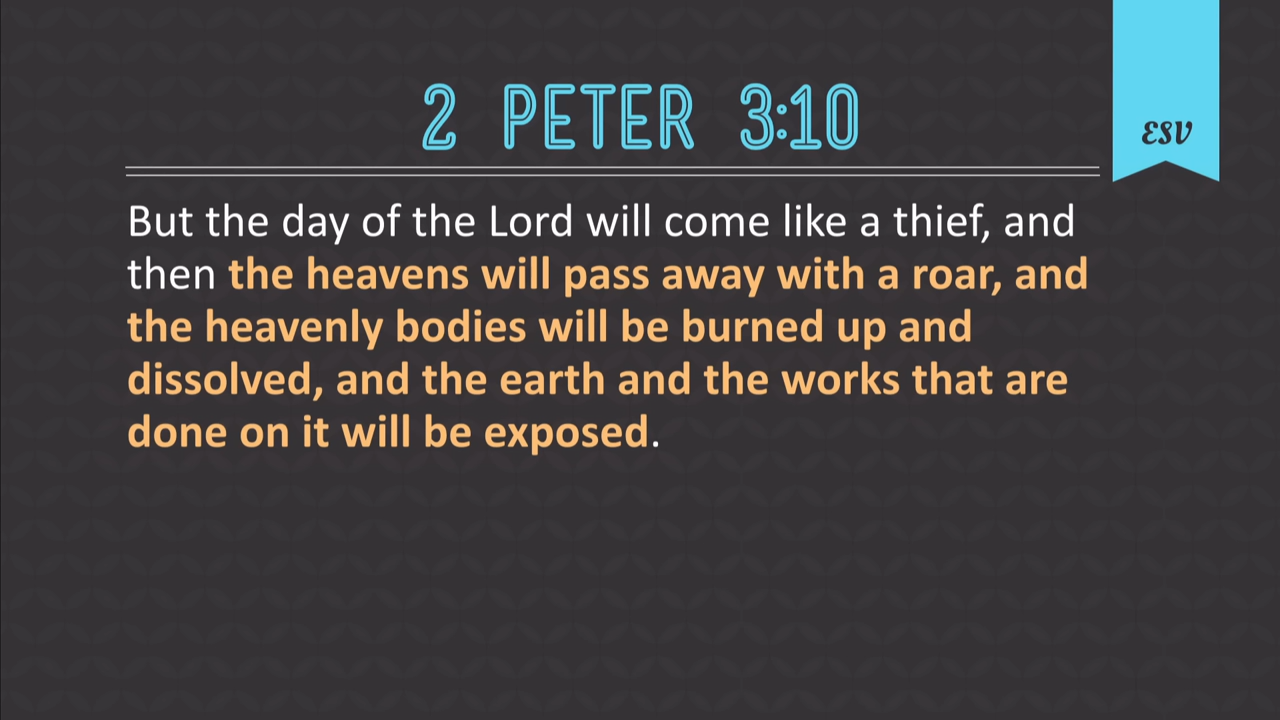 2 PETER 3:10
ESV
But the day of the Lord will come like a thief, and
then the heavens will pass away with a roar, and
the heavenly bodies will be burned up and
dissolved, and the earth and the works that are
done on it will be exposed.